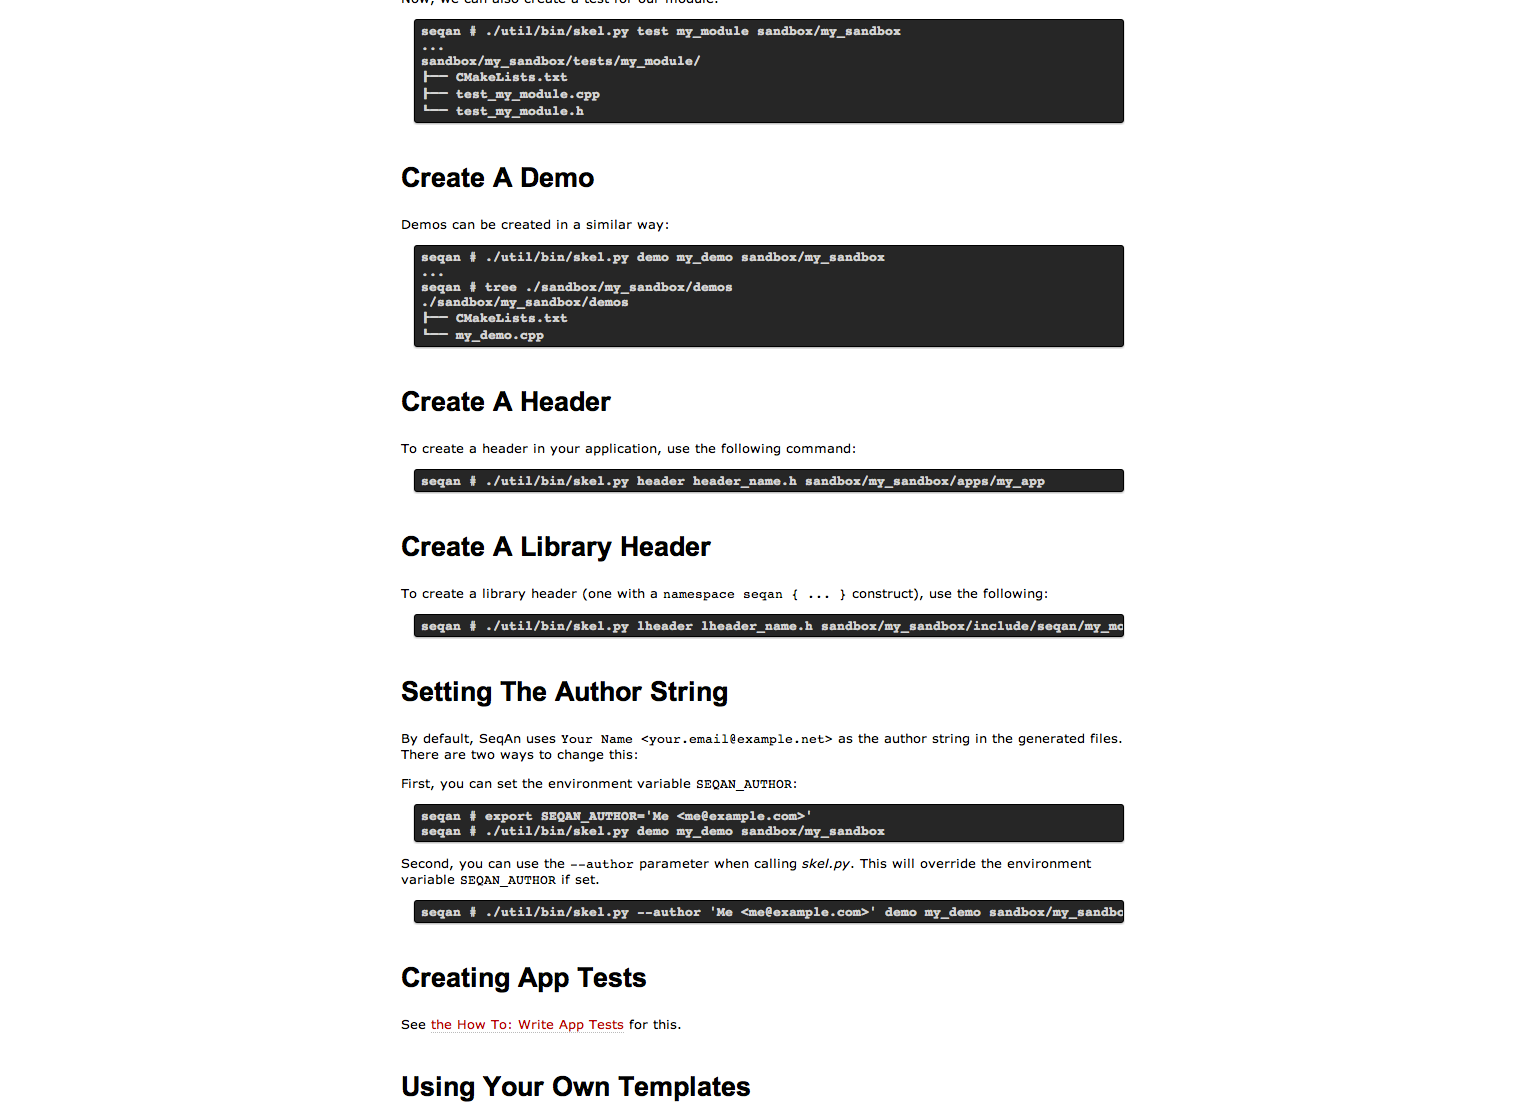 Now, we can also create a test for our module:
seqan # ./util/bin/skel.py test my_module sandbox/my_sandbox
...
sandbox/my_sandbox/tests/my_module/
├── CMakeLists.txt
├── test_my_module.cpp
└── test_my_module.h
Create A Demo
Demos can be created in a similar way:
seqan # ./util/bin/skel.py demo my_demo sandbox/my_sandbox
...
seqan # tree ./sandbox/my_sandbox/demos
./sandbox/my_sandbox/demos
├── CMakeLists.txt
└── my_demo.cpp
Create A Header
To create a header in your application, use the following command:
seqan # ./util/bin/skel.py header header_name.h sandbox/my_sandbox/apps/my_app
Create A Library Header
To create a library header (one with a namespace seqan { ... } construct), use the following:
seqan # ./util/bin/skel.py lheader lheader_name.h sandbox/my_sandbox/include/seqan/my_mo
Setting The Author String
By default, SeqAn uses Your Name <your.email@example.net> as the author string in the generated files.
There are two ways to change this:
First, you can set the environment variable SEQAN_AUTHOR:
seqan # export SEQAN_AUTHOR='Me <me@example.com>'
seqan # ./util/bin/skel.py demo my_demo sandbox/my_sandbox
Second, you can use the --author parameter when calling skel.py. This will override the environment
variable SEQAN_AUTHOR if set.
seqan # ./util/bin/skel.py --author 'Me <me@example.com>' demo my_demo sandbox/my_sandbo
Creating App Tests
See the How To: Write App Tests for this.
Using Your Own Templates